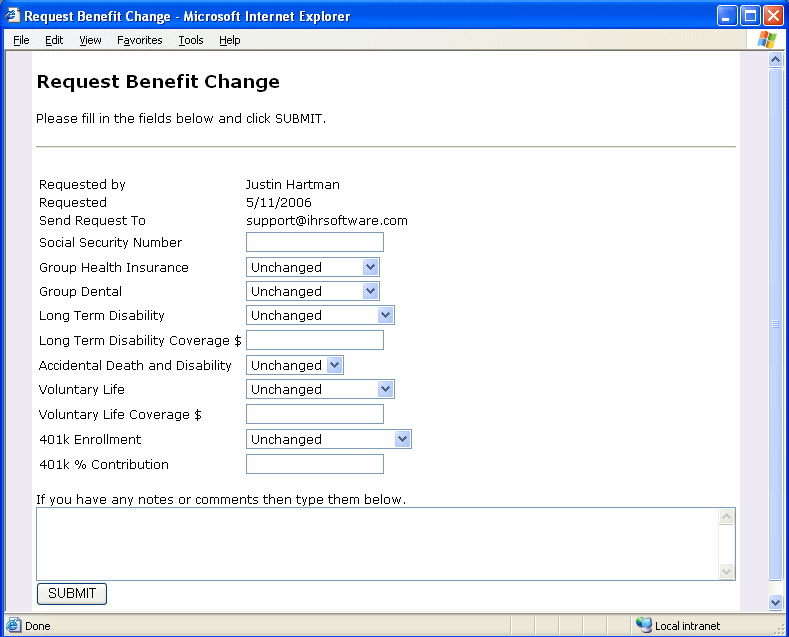 Request Benefit Change - Microsoft Internet Explorer
File Edit View Favorites Tools Help
Request Benefit Change
Please fill in the fields below and click SUBMIT.
Requested by Justin Hartman
Requested 5/11/2006
Send Request To support@ihrsoftware.com
Social Security Number
Group Health Insurance Unchanged
Group Dental Unchanged
Long Term Disability Unchanged
Long Term Disability Coverage $
Accidental Death and Disability Unchanged
Voluntary Life Unchanged
Voluntary Life Coverage $
401k Enrollment Unchanged
401k % Contribution
If you have any notes or comments then type them below.
SUBMIT
Done Local intranet